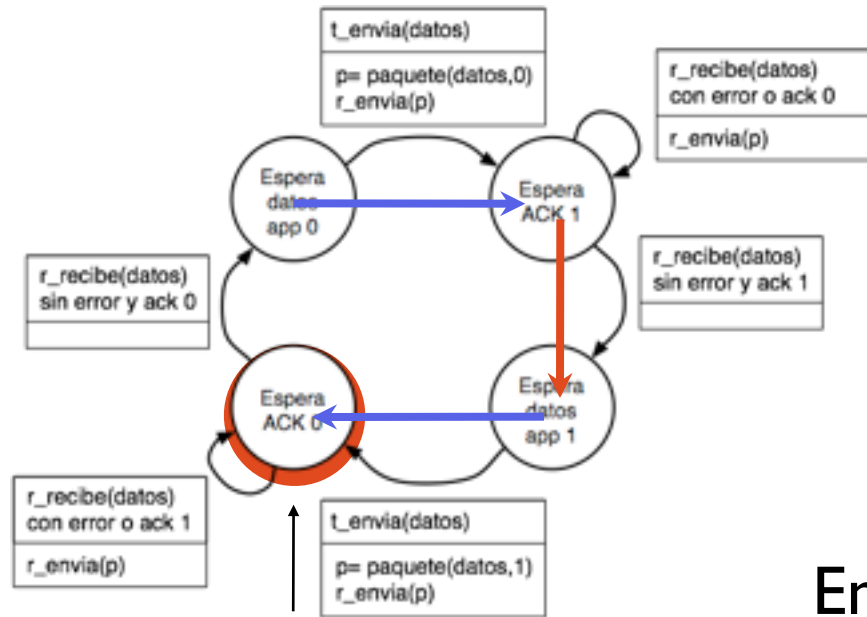 t_envia(datos)
p= paquete(datos,0)
r_envia(p)
r_recibe(datos)
con error o ack 0
r_envia(p)
Espera
datos
app 0
Espera
ACK 1
r_recibe(datos)
sin error y ack 0
r_recibe(datos)
sin error y ack 1
Espera
ACK 0
Espera
datos
app 1
r_recibe(datos)
con error o ack 1
r_envia(p)
t_envia(datos)
p= paquete(datos,1)
r_envia(p)